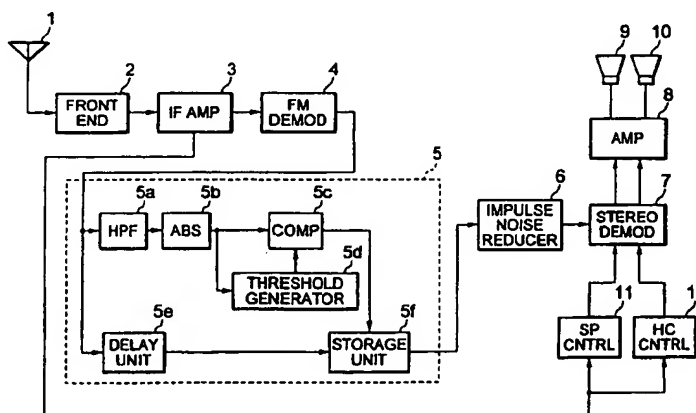 1
2
3
4
9
10
FRONT
END
IF AMP
FM
DEMOD
8
AMP
5
5a
5b
5c
6
7
HPF
ABS
COMP
IMPULSE
NOISE
REDUCER
STEREO
DEMOD
5d
THRESHOLD
GENERATOR
5e
5f
11
1
DELAY
UNIT
STORAGE
UNIT
SP
CNTRL
HC
CNTRL